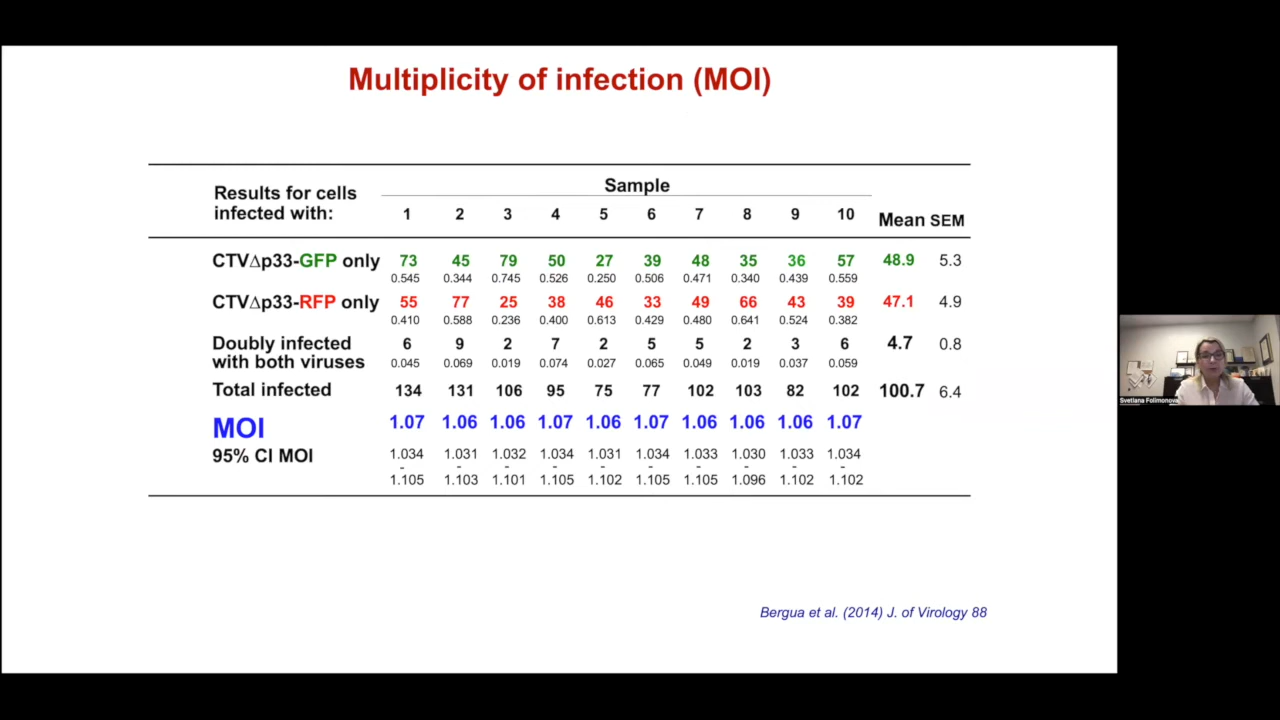 Multiplicity of infection (MOI)
Results for cells
infected with:
Sample
1 2 3 4 5 6 7 8 9 10 Mean SEM
CTVΔp33-GFP only 73 45 79 50 27 39 48 35 36 57 48.9 5.3
0.545 0.344 0.745 0.526 0.250 0.506 0.471 0.340 0.439 0.559
CTVΔp33-RFP only 55 77 25 38 46 33 49 66 43 39 47.1 4.9
0.410 0.588 0.236 0.400 0.613 0.429 0.480 0.641 0.524 0.382
Doubly infected 6 9 2 7 2 5 5 2 3 6 4.7 0.8
with both viruses 0.045 0.069 0.019 0.074 0.027 0.065 0.049 0.019 0.037 0.059
Total infected 134 131 106 95 75 77 102 103 82 102 100.7 6.4
MOI 1.07 1.06 1.06 1.07 1.06 1.07 1.06 1.06 1.06 1.07
95% CI MOI 1.034 1.031 1.032 1.034 1.031 1.034 1.033 1.030 1.033 1.034
- - - - - - - - - -
1.105 1.103 1.101 1.105 1.102 1.105 1.105 1.096 1.102 1.102
Bergua et al. (2014) J. of Virology 88
Svetlana Folimonova